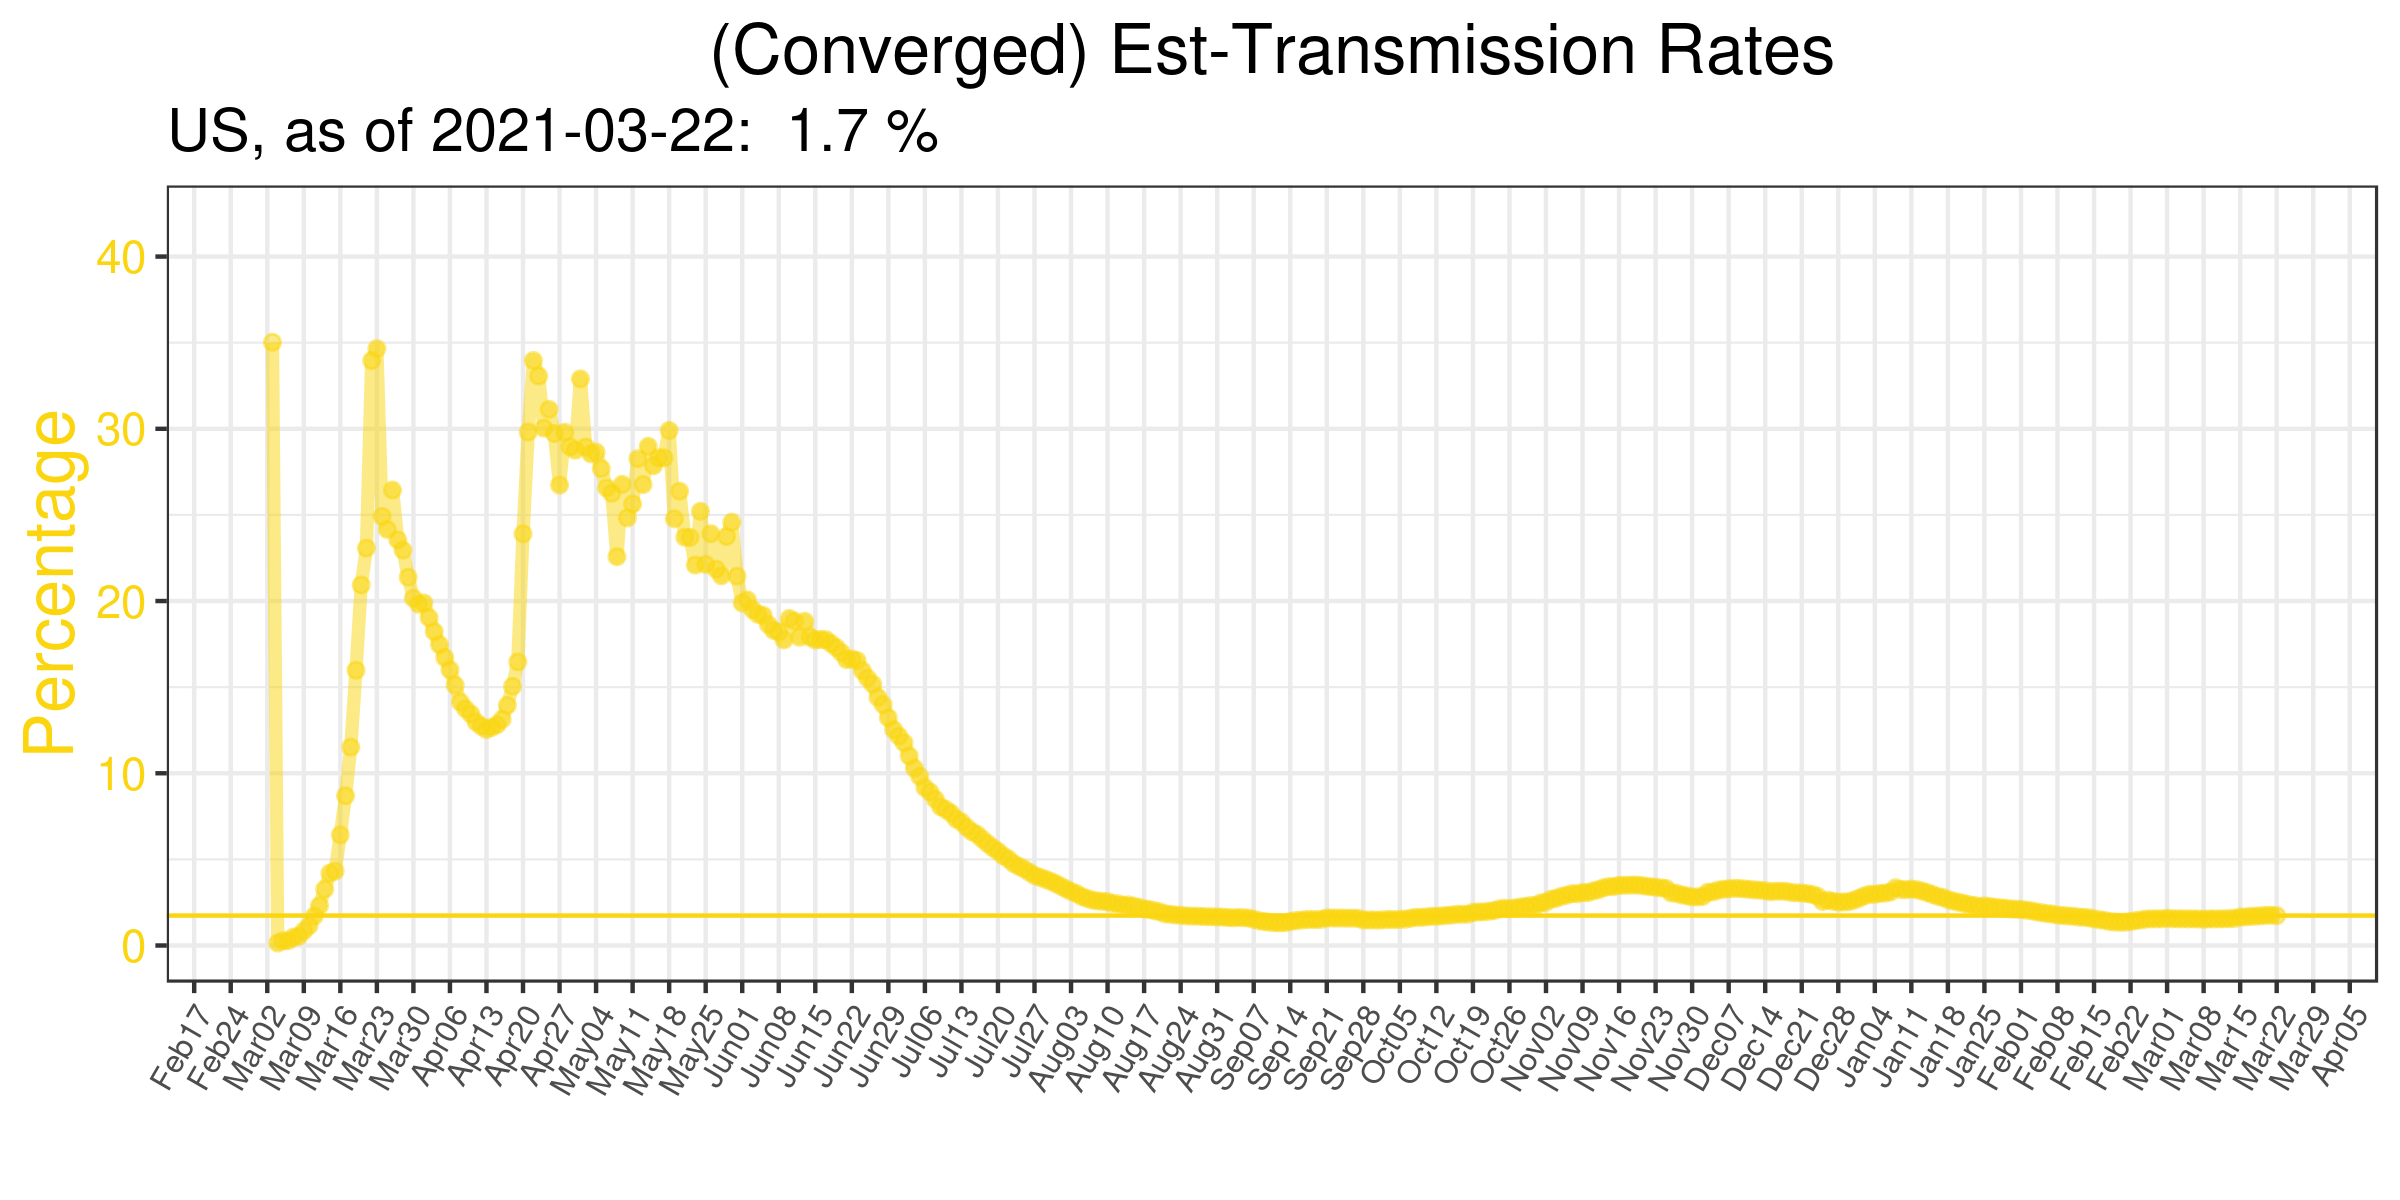 (Converged) Est-Transmission Rates
US, as of 2021-03-22:  1.7 %
Percentage
40
30
20
10
0
Feb17
Feb24
Mar02
Mar09
Mar16
Mar23
Mar30
Apr06
Apr13
Apr20
Apr27
May04
May11
May18
May25
Jun01
Jun08
Jun15
Jun22
Jun29
Jul06
Jul13
Jul20
Jul27
Aug03
Aug10
Aug17
Aug24
Aug31
Sep07
Sep14
Sep21
Sep28
Oct05
Oct12
Oct19
Oct26
Nov02
Nov09
Nov16
Nov23
Nov30
Dec07
Dec14
Dec21
Dec28
Jan04
Jan11
Jan18
Jan25
Feb01
Feb08
Feb15
Feb22
Mar01
Mar08
Mar15
Mar22
Mar29
Apr05